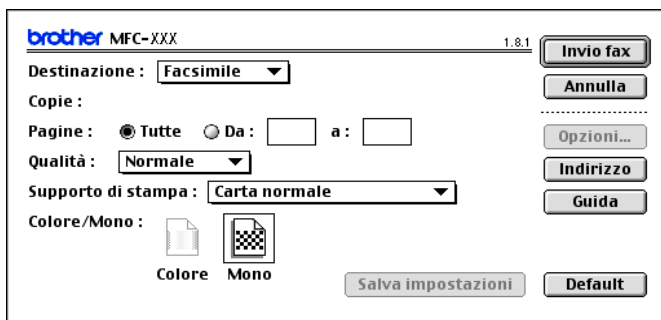 brother MFC-XXX
1.8.1
Invio fax
Destinazione : Facsimile
Annulla
Copie :
Pagine : Tutte Da : a :
Opzioni...
Qualità : Normale
Indirizzo
Supporto di stampa : Carta normale
Guida
Colore/Mono :
Colore Mono
Salva impostazioni
Default